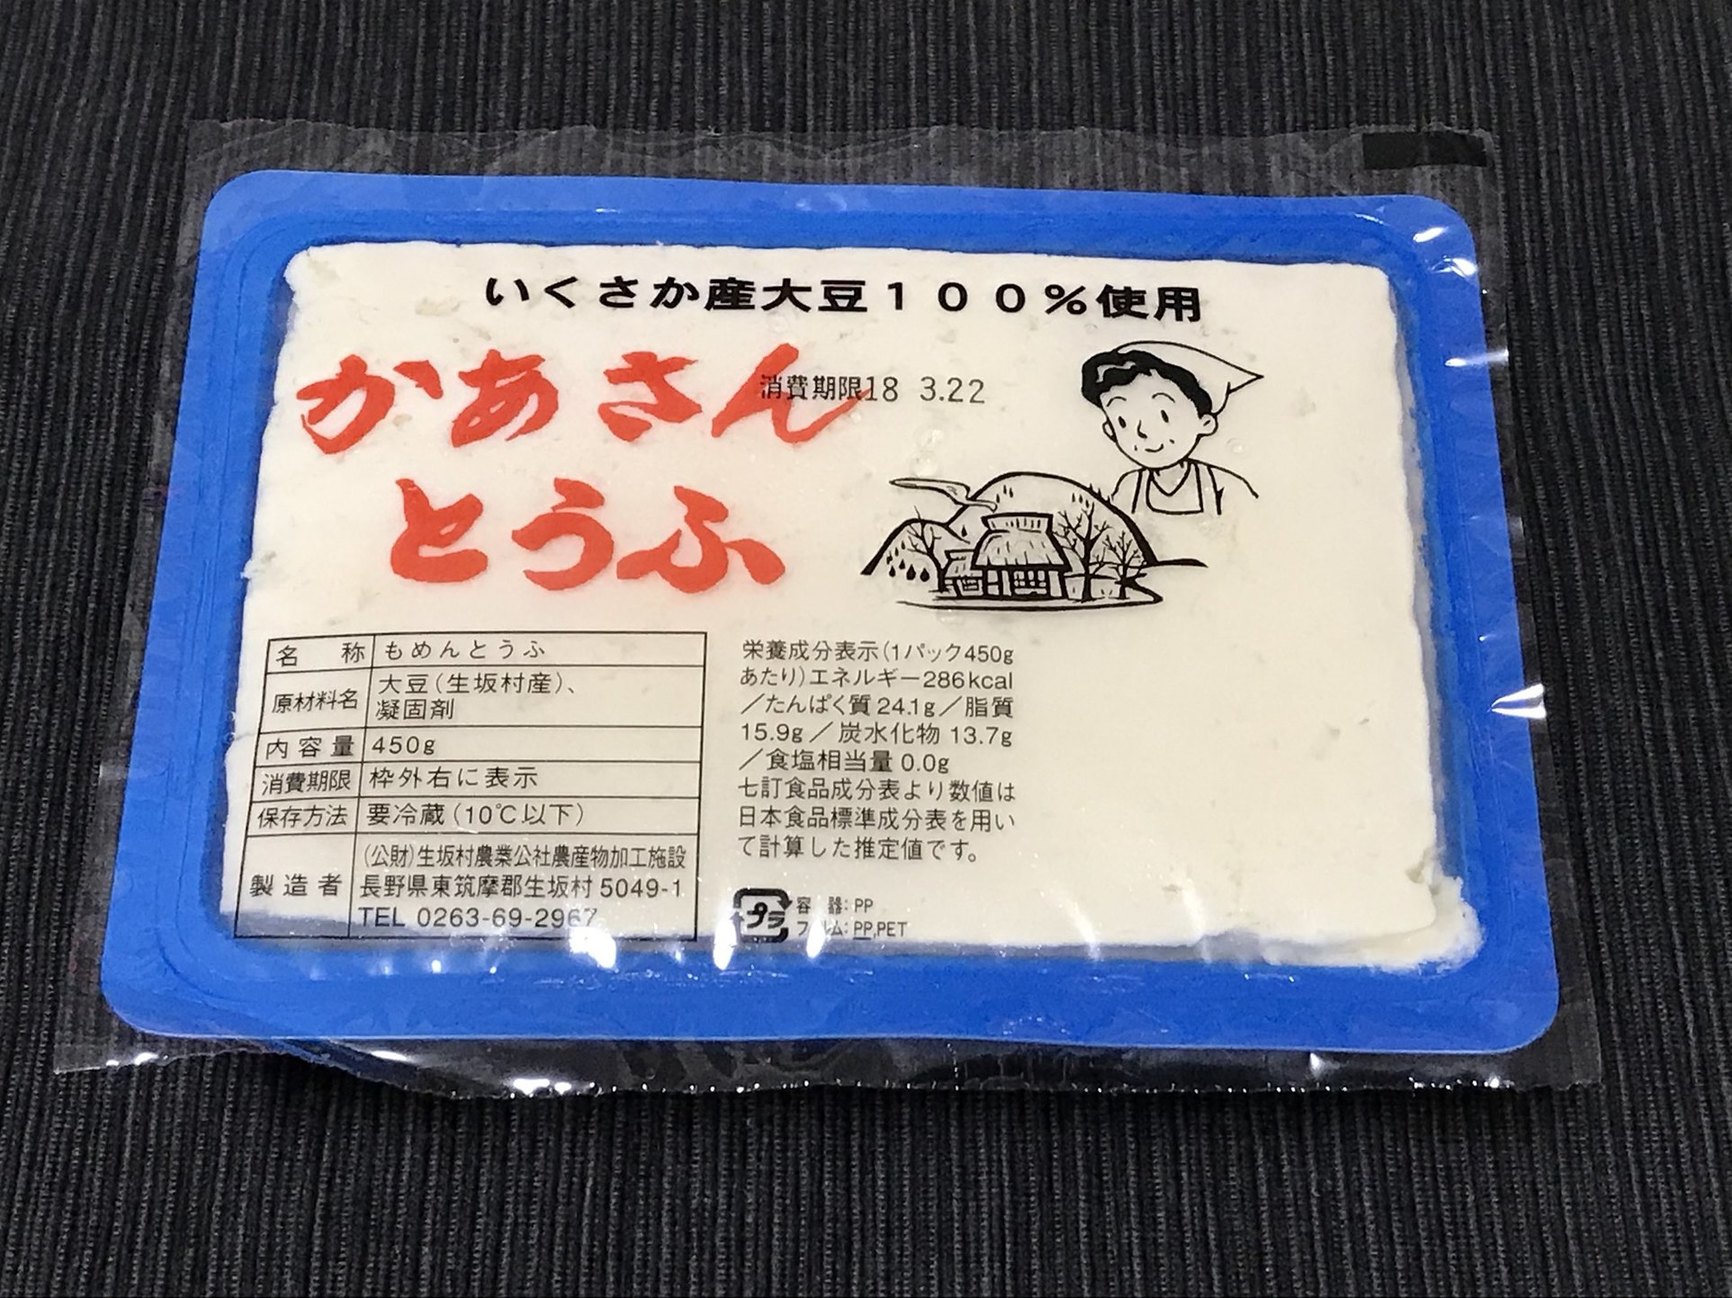 いくさか産大豆100%使用
かあさん
消費期限18 3.22
とうふ
名 称 もめんとうふ
原材料名 大豆(生坂村産)、
凝固剤
内容量 450g
消費期限 枠外右に表示
保存方法 要冷蔵(10℃以下)
製造者 (公財)生坂村農業公社農産物加工施設
長野県東筑摩郡生坂村5049-1
TEL 0263-69-2967
栄養成分表示(1パック450g
あたり)エネルギー286kcal
/たんぱく質24.1g/脂質
15.9g/炭水化物 13.7g
/食塩相当量0.0g
七訂食品成分表より数値は
日本食品標準成分表を用い
て計算した推定値です。
プラ
容 器:PP
フィルム:PP,PET